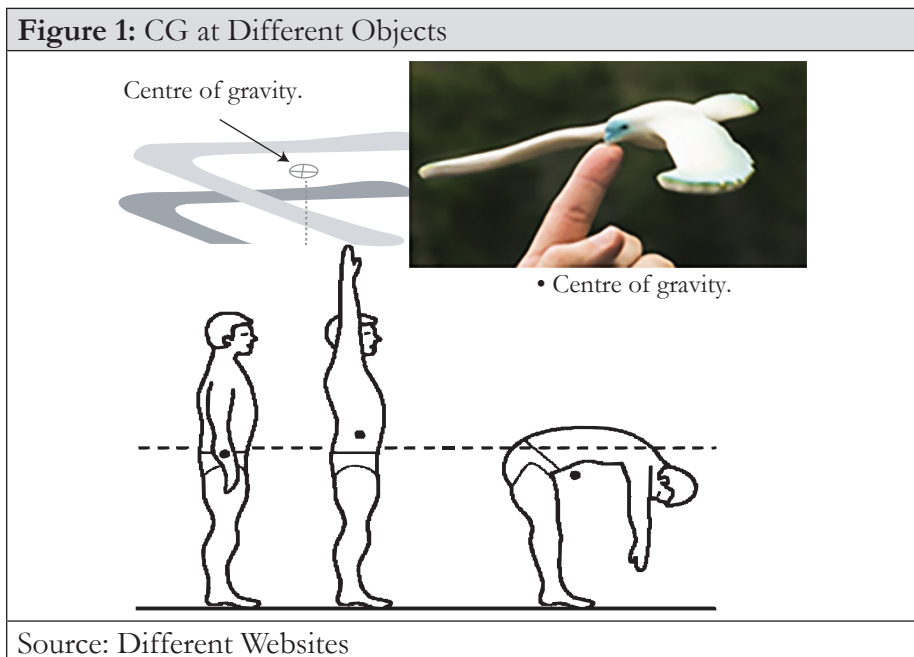 Figure 1: CG at Different Objects
Centre of gravity.
• Centre of gravity.
Source: Different Websites